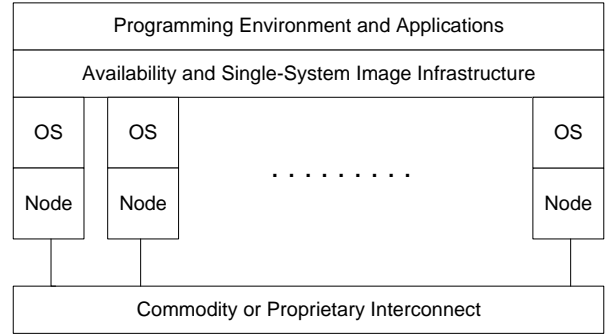 Programming Environment and Applications
Availability and Single-System Image Infrastructure
OS OS OS
. . . . . . . . .
Node Node Node
Commodity or Proprietary Interconnect